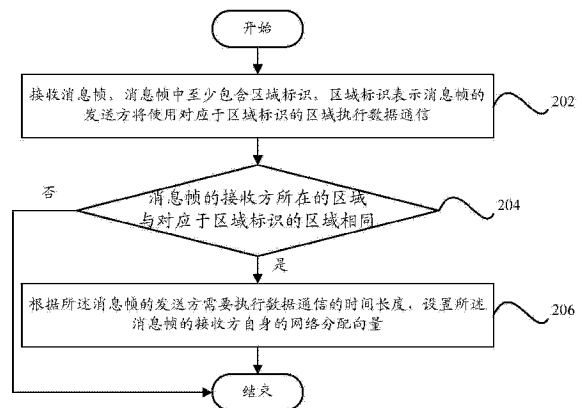 开始
接收消息帧，消息帧中至少包含区域标识，区域标识表示消息帧的
发送方将使用对应于区域标识的区域执行数据通信
202
否
消息帧的接收方所在的区域
与对应于区域标识的区域相同
204
是
根据所述消息帧的发送方需要执行数据通信的时间长度，设置所述
消息帧的接收方自身的网络分配向量
206
结束